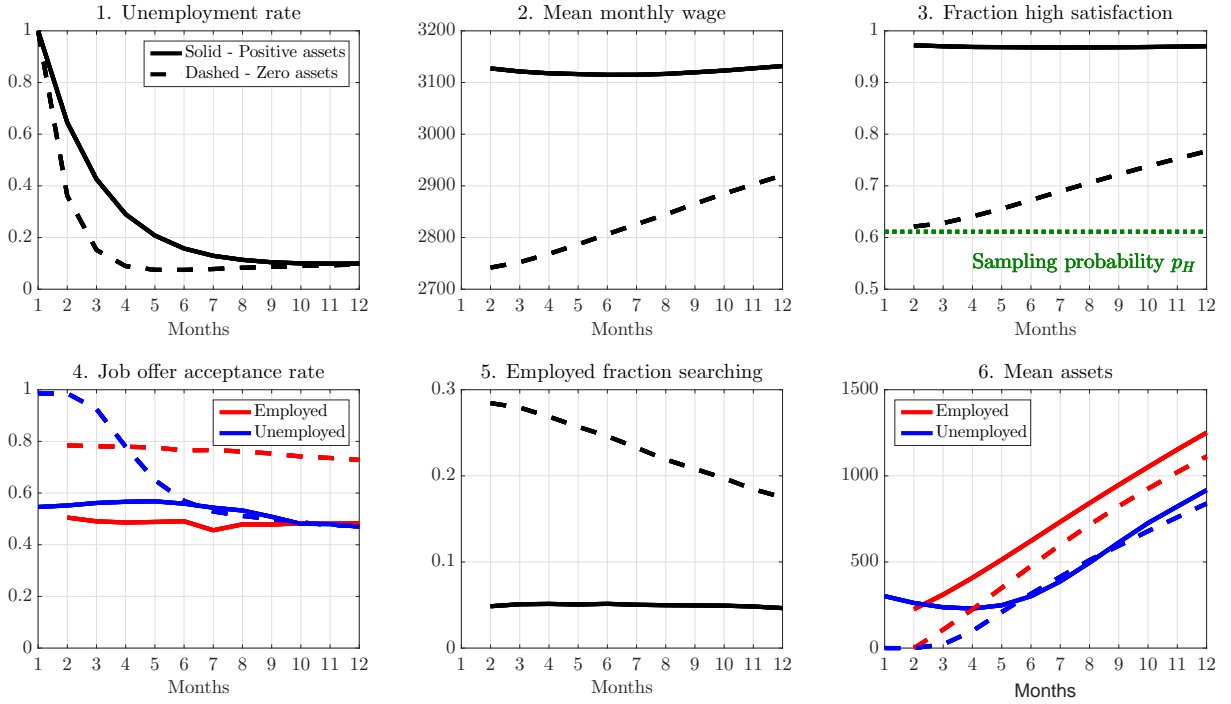 1. Unemployment rate
1
0.8
0.6
0.4
0.2
0
Solid - Positive assets
Dashed - Zero assets
1 2 3 4 5 6 7 8 9 10 11 12
Months
2. Mean monthly wage
3200
3100
3000
2900
2800
2700
1 2 3 4 5 6 7 8 9 10 11 12
Months
3. Fraction high satisfaction
1
0.9
0.8
0.7
0.6
0.5
Sampling probability p_H
1 2 3 4 5 6 7 8 9 10 11 12
Months
4. Job offer acceptance rate
1
0.8
0.6
0.4
0.2
0
Employed
Unemployed
1 2 3 4 5 6 7 8 9 10 11 12
Months
5. Employed fraction searching
0.3
0.2
0.1
0
1 2 3 4 5 6 7 8 9 10 11 12
Months
6. Mean assets
1500
1000
500
0
Employed
Unemployed
1 2 3 4 5 6 7 8 9 10 11 12
Months